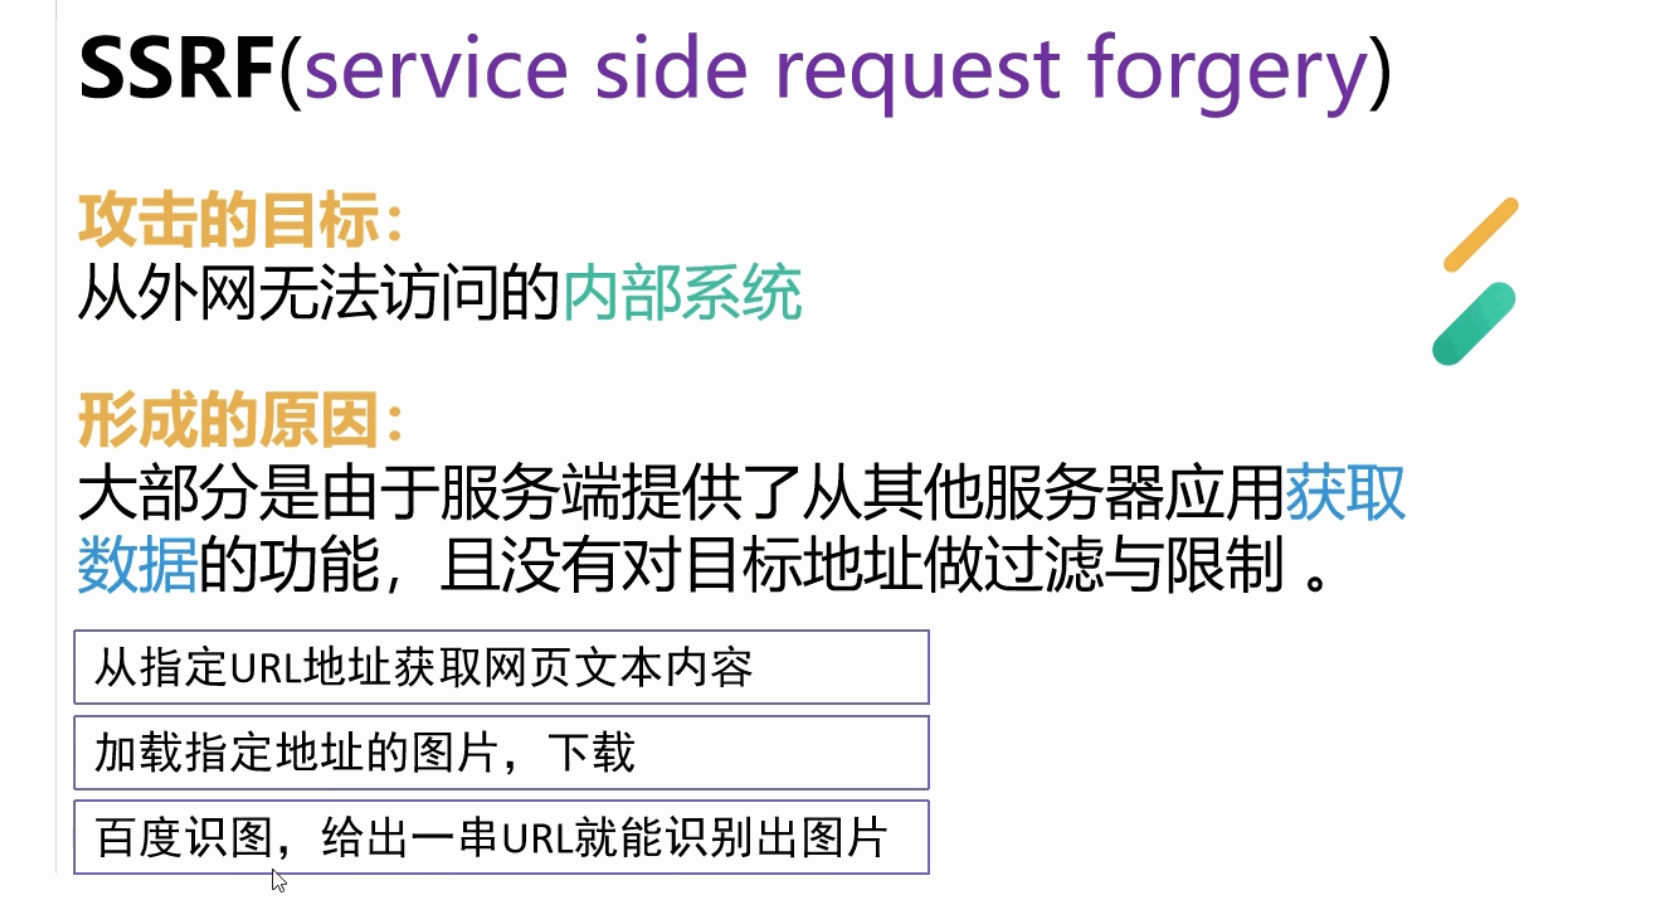 SSRF(service side request forgery)
攻击的目标：
从外网无法访问的内部系统
形成的原因：
大部分是由于服务端提供了从其他服务器应用获取
数据的功能，且没有对目标地址做过滤与限制 。
从指定URL地址获取网页文本内容
加载指定地址的图片，下载
百度识图，给出一串URL就能识别出图片